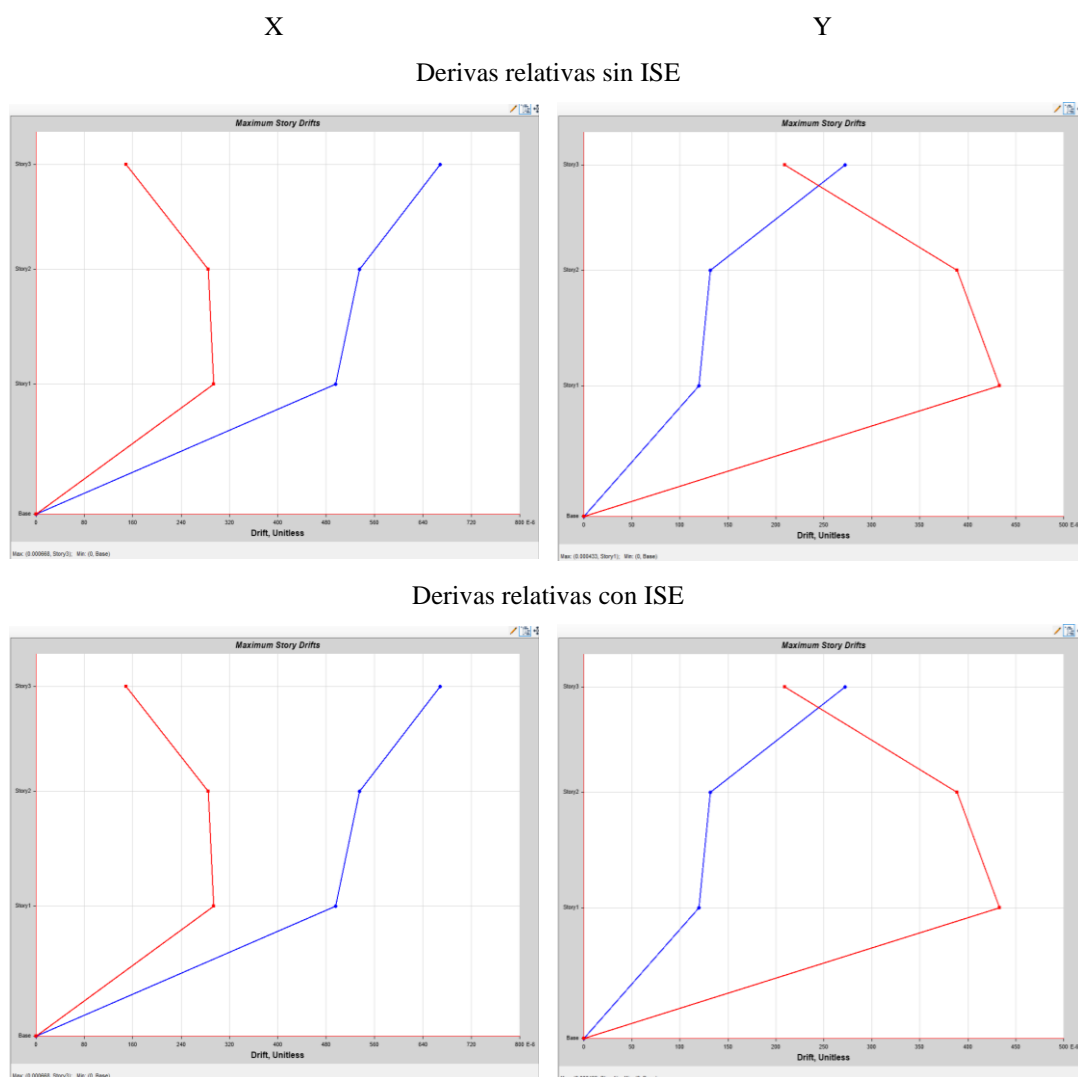 X Y
Derivas relativas sin ISE
Maximum Story Drifts
Story3
Story2
Story1
Base
0 80 160 240 320 400 480 560 640 720 800 E-6
Drift, Unitless
Max: (0.000668, Story3); Min: (0, Base)
Maximum Story Drifts
Story3
Story2
Story1
Base
0 50 100 150 200 250 300 350 400 450 500 E-6
Drift, Unitless
Max: (0.000433, Story1); Min: (0, Base)
Derivas relativas con ISE
Maximum Story Drifts
Story3
Story2
Story1
Base
0 80 160 240 320 400 480 560 640 720 800 E-6
Drift, Unitless
Max: (0.000668, Story3); Min: (0, Base)
Maximum Story Drifts
Story3
Story2
Story1
Base
0 50 100 150 200 250 300 350 400 450 500 E-6
Drift, Unitless